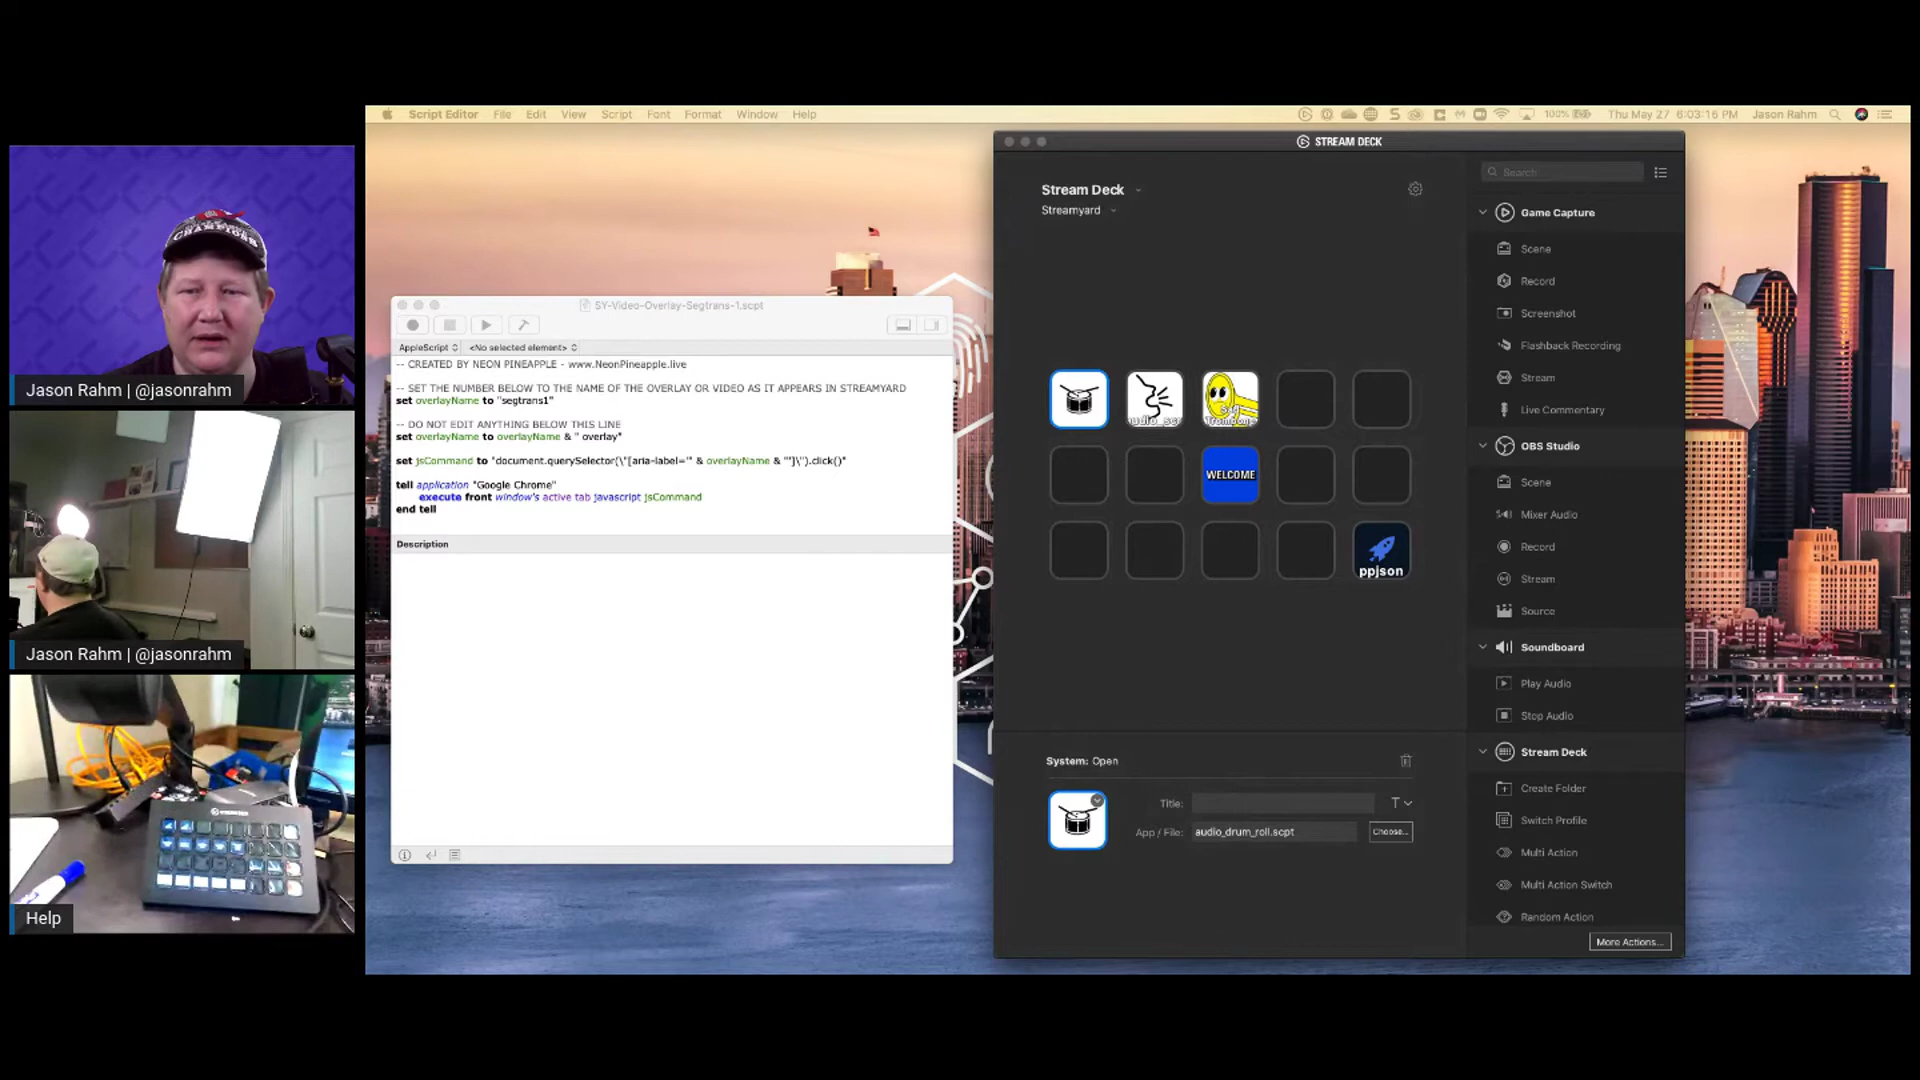 Script Editor File Edit View Script Font Format Window Help
100% Thu May 27 6:03:16 PM Jason Rahm
CHAMPIONS
Jason Rahm | @jasonrahm
Jason Rahm | @jasonrahm
Help
SY-Video-Overlay-Segtrans-1.scpt
AppleScript <No selected element>
-- CREATED BY NEON PINEAPPLE - www.NeonPineapple.live
-- SET THE NUMBER BELOW TO THE NAME OF THE OVERLAY OR VIDEO AS IT APPEARS IN STREAMYARD
set overlayName to "segtrans1"
-- DO NOT EDIT ANYTHING BELOW THIS LINE
set overlayName to overlayName & " overlay"
set jsCommand to "document.querySelector(\"[aria-label='" & overlayName & "']\").click()"
tell application "Google Chrome"
execute front window's active tab javascript jsCommand
end tell
Description
STREAM DECK
Stream Deck
Streamyard
Sad
Trombone
WELCOME
ppjson
System: Open
Title:
App / File: audio_drum_roll.scpt Choose...
Search
Game Capture
Scene
Record
Screenshot
Flashback Recording
Stream
Live Commentary
OBS Studio
Scene
Mixer Audio
Record
Stream
Source
Soundboard
Play Audio
Stop Audio
Stream Deck
Create Folder
Switch Profile
Multi Action
Multi Action Switch
Random Action
More Actions...